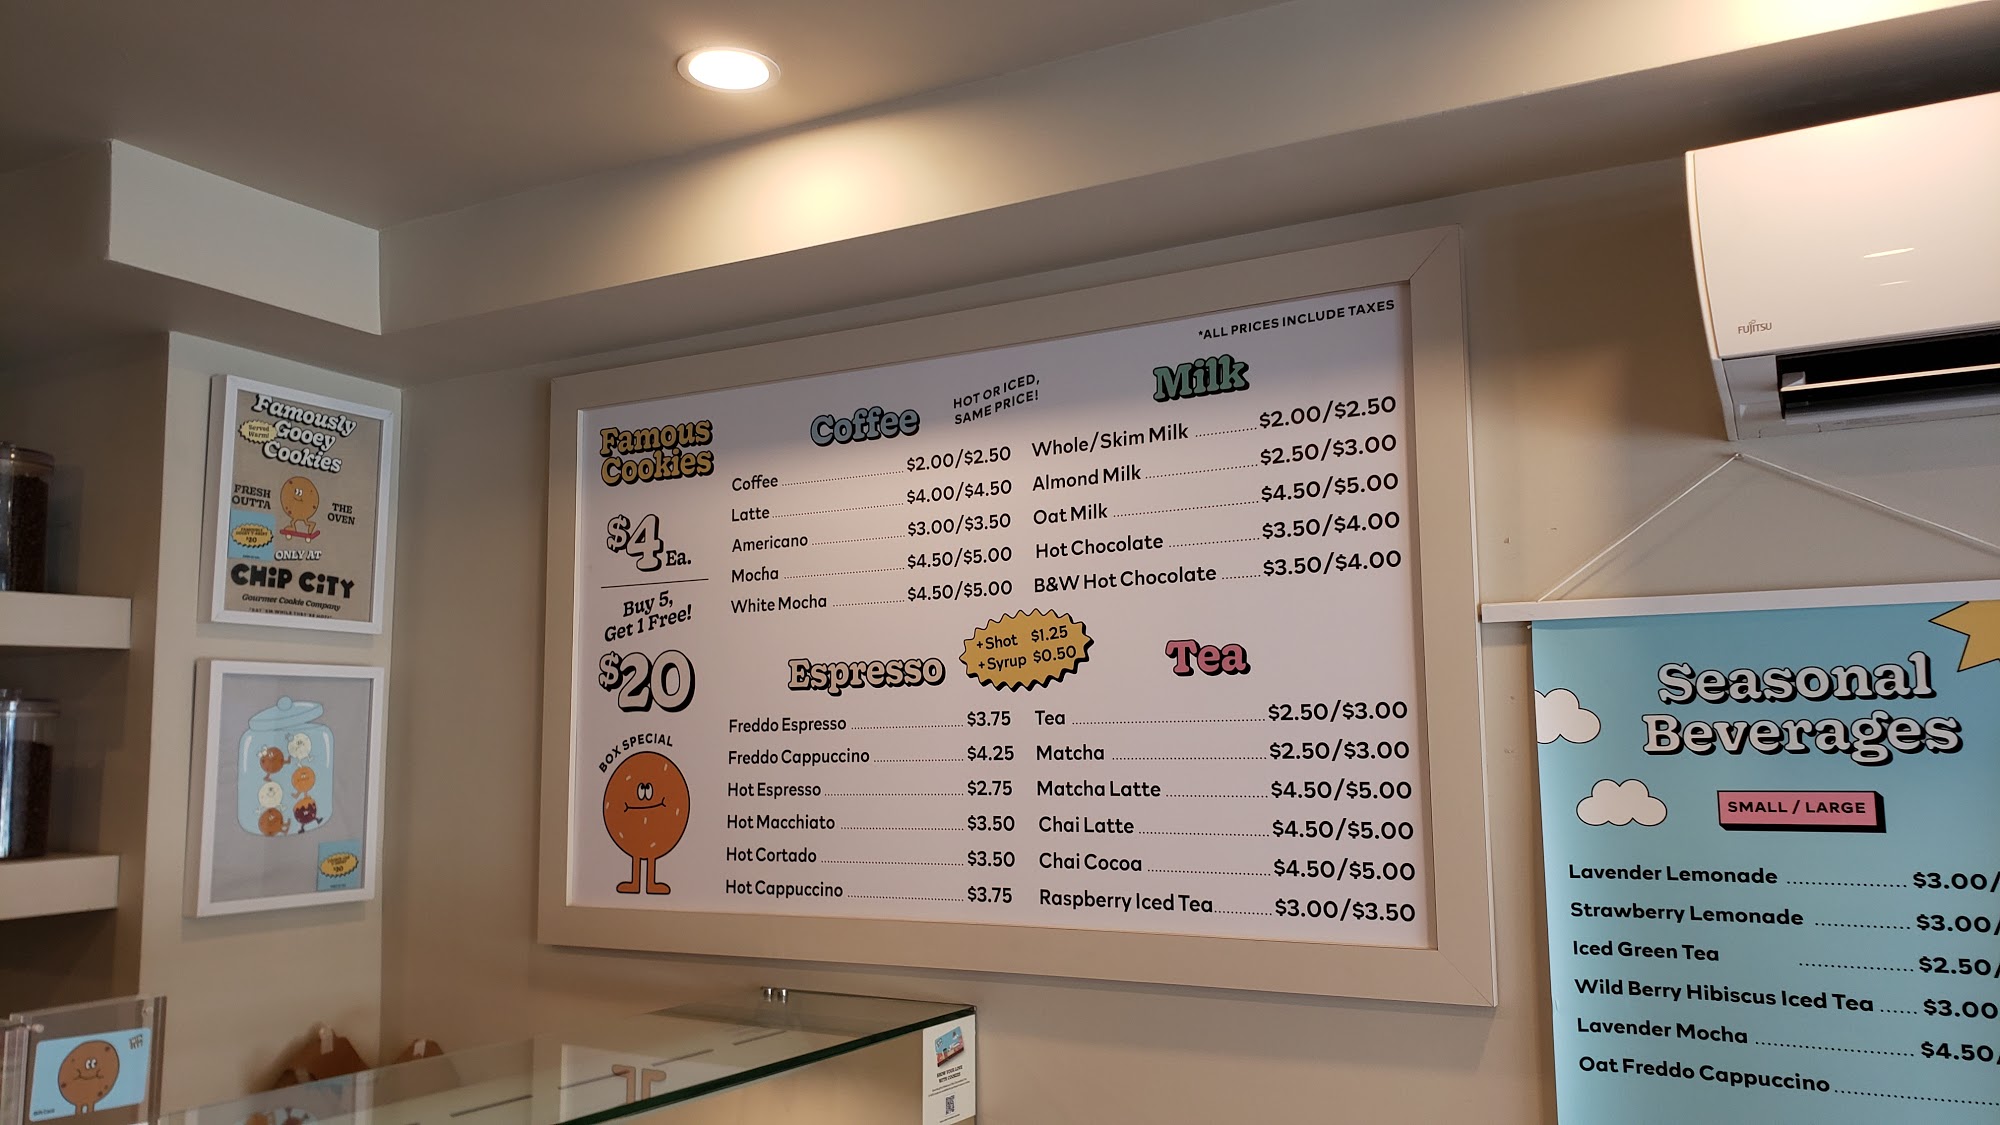 Famously
Gooey
Cookies
Served
Warm!
FRESH
OUTTA
THE
OVEN
$30
ONLY AT
CHiP CiTY
Gourmet Cookie Company
$30
Famous
Cookies
$4 Ea.
Buy 5,
Get 1 Free!
$20
BOX SPECIAL
Coffee
HOT OR ICED,
SAME PRICE!
Coffee $2.00/$2.50
Latte $4.00/$4.50
Americano $3.00/$3.50
Mocha $4.50/$5.00
White Mocha $4.50/$5.00
Espresso
+Shot $1.25
+Syrup $0.50
Freddo Espresso $3.75
Freddo Cappuccino $4.25
Hot Espresso $2.75
Hot Macchiato $3.50
Hot Cortado $3.50
Hot Cappuccino $3.75
*ALL PRICES INCLUDE TAXES
Milk
Whole/Skim Milk $2.00/$2.50
Almond Milk $2.50/$3.00
Oat Milk $4.50/$5.00
Hot Chocolate $3.50/$4.00
B&W Hot Chocolate $3.50/$4.00
Tea
Tea $2.50/$3.00
Matcha $2.50/$3.00
Matcha Latte $4.50/$5.00
Chai Latte $4.50/$5.00
Chai Cocoa $4.50/$5.00
Raspberry Iced Tea $3.00/$3.50
FUJITSU
Seasonal
Beverages
SMALL / LARGE
Lavender Lemonade $3.00/
Strawberry Lemonade $3.00/
Iced Green Tea $2.50/
Wild Berry Hibiscus Iced Tea $3.00
Lavender Mocha $4.50/
Oat Freddo Cappuccino